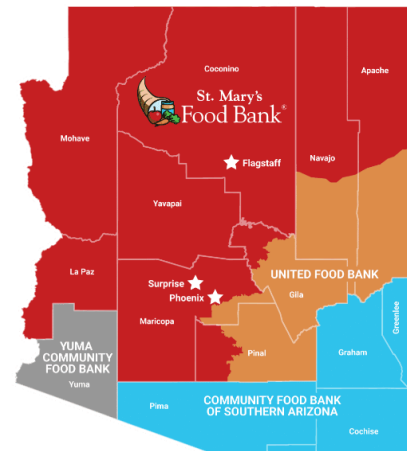 Coconino
Apache
St. Mary's
Food Bank®
Mohave
Flagstaff
Navajo
Yavapai
La Paz
UNITED FOOD BANK
Surprise
Phoenix
Gila
Maricopa
Greenlee
YUMA
COMMUNITY
FOOD BANK
Yuma
Pinal
Graham
Pima
COMMUNITY FOOD BANK
OF SOUTHERN ARIZONA
Cochise